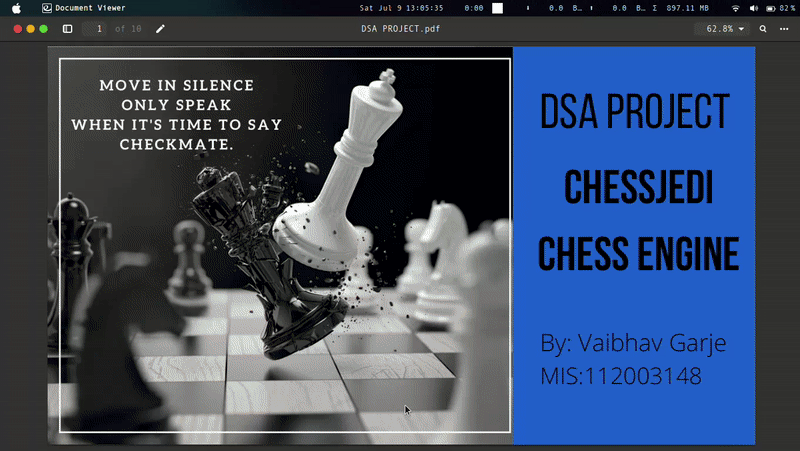 Document Viewer
Sat Jul 9 13:05:35
0:00
0.0 B…
0.0 B…
Σ 897.11 MB
82%
1 of 10
DSA PROJECT.pdf
62.8%
MOVE IN SILENCE
ONLY SPEAK
WHEN IT'S TIME TO SAY
CHECKMATE.
DSA PROJECT
CHESSJEDI
CHESS ENGINE
By: Vaibhav Garje
MIS:112003148